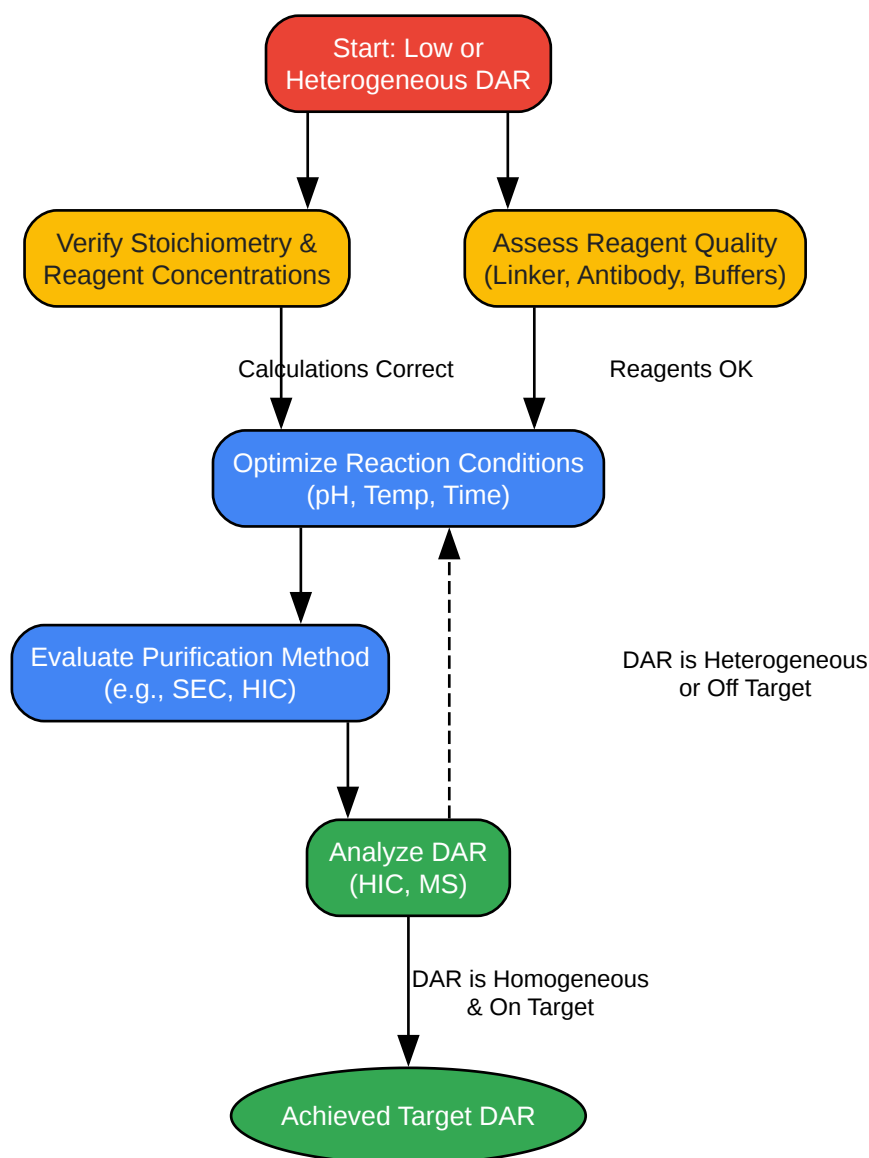 Start: Low or
Heterogeneous DAR
Verify Stoichiometry &
Reagent Concentrations
Assess Reagent Quality
(Linker, Antibody, Buffers)
Calculations Correct
Reagents OK
Optimize Reaction Conditions
(pH, Temp, Time)
Evaluate Purification Method
(e.g., SEC, HIC)
DAR is Heterogeneous
or Off Target
Analyze DAR
(HIC, MS)
DAR is Homogeneous
& On Target
Achieved Target DAR